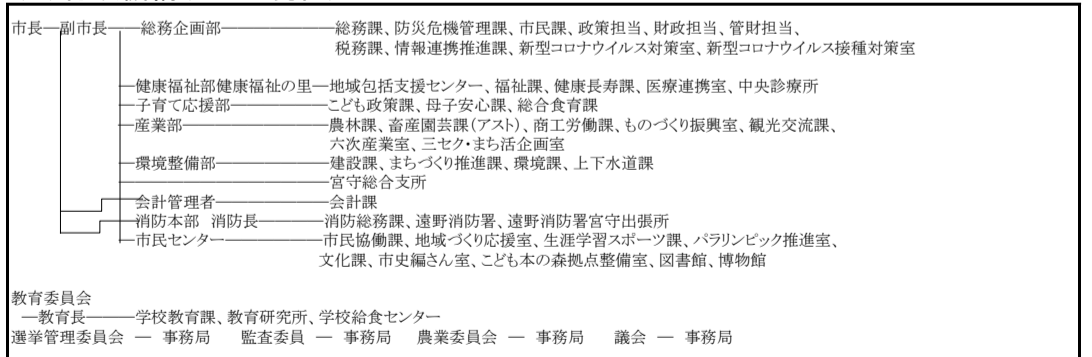 市長―副市長―総務企画部―総務課、防災危機管理課、市民課、政策担当、財政担当、管財担当、
税務課、情報連携推進課、新型コロナウイルス対策室、新型コロナウイルス接種対策室
健康福祉部健康福祉の里―地域包括支援センター、福祉課、健康長寿課、医療連携室、中央診療所
子育て応援部―こども政策課、母子安心課、総合食育課
産業部―農林課、畜産園芸課(アスト)、商工労働課、ものづくり振興室、観光交流課、
六次産業室、三セク・まち活企画室
環境整備部―建設課、まちづくり推進課、環境課、上下水道課
宮守総合支所
会計管理者―会計課
消防本部 消防長―消防総務課、遠野消防署、遠野消防署宮守出張所
市民センター―市民協働課、地域づくり応援室、生涯学習スポーツ課、パラリンピック推進室、
文化課、市史編さん室、こども本の森拠点整備室、図書館、博物館
教育委員会
―教育長―学校教育課、教育研究所、学校給食センター
選挙管理委員会 ― 事務局 監査委員 ― 事務局 農業委員会 ― 事務局 議会 ― 事務局